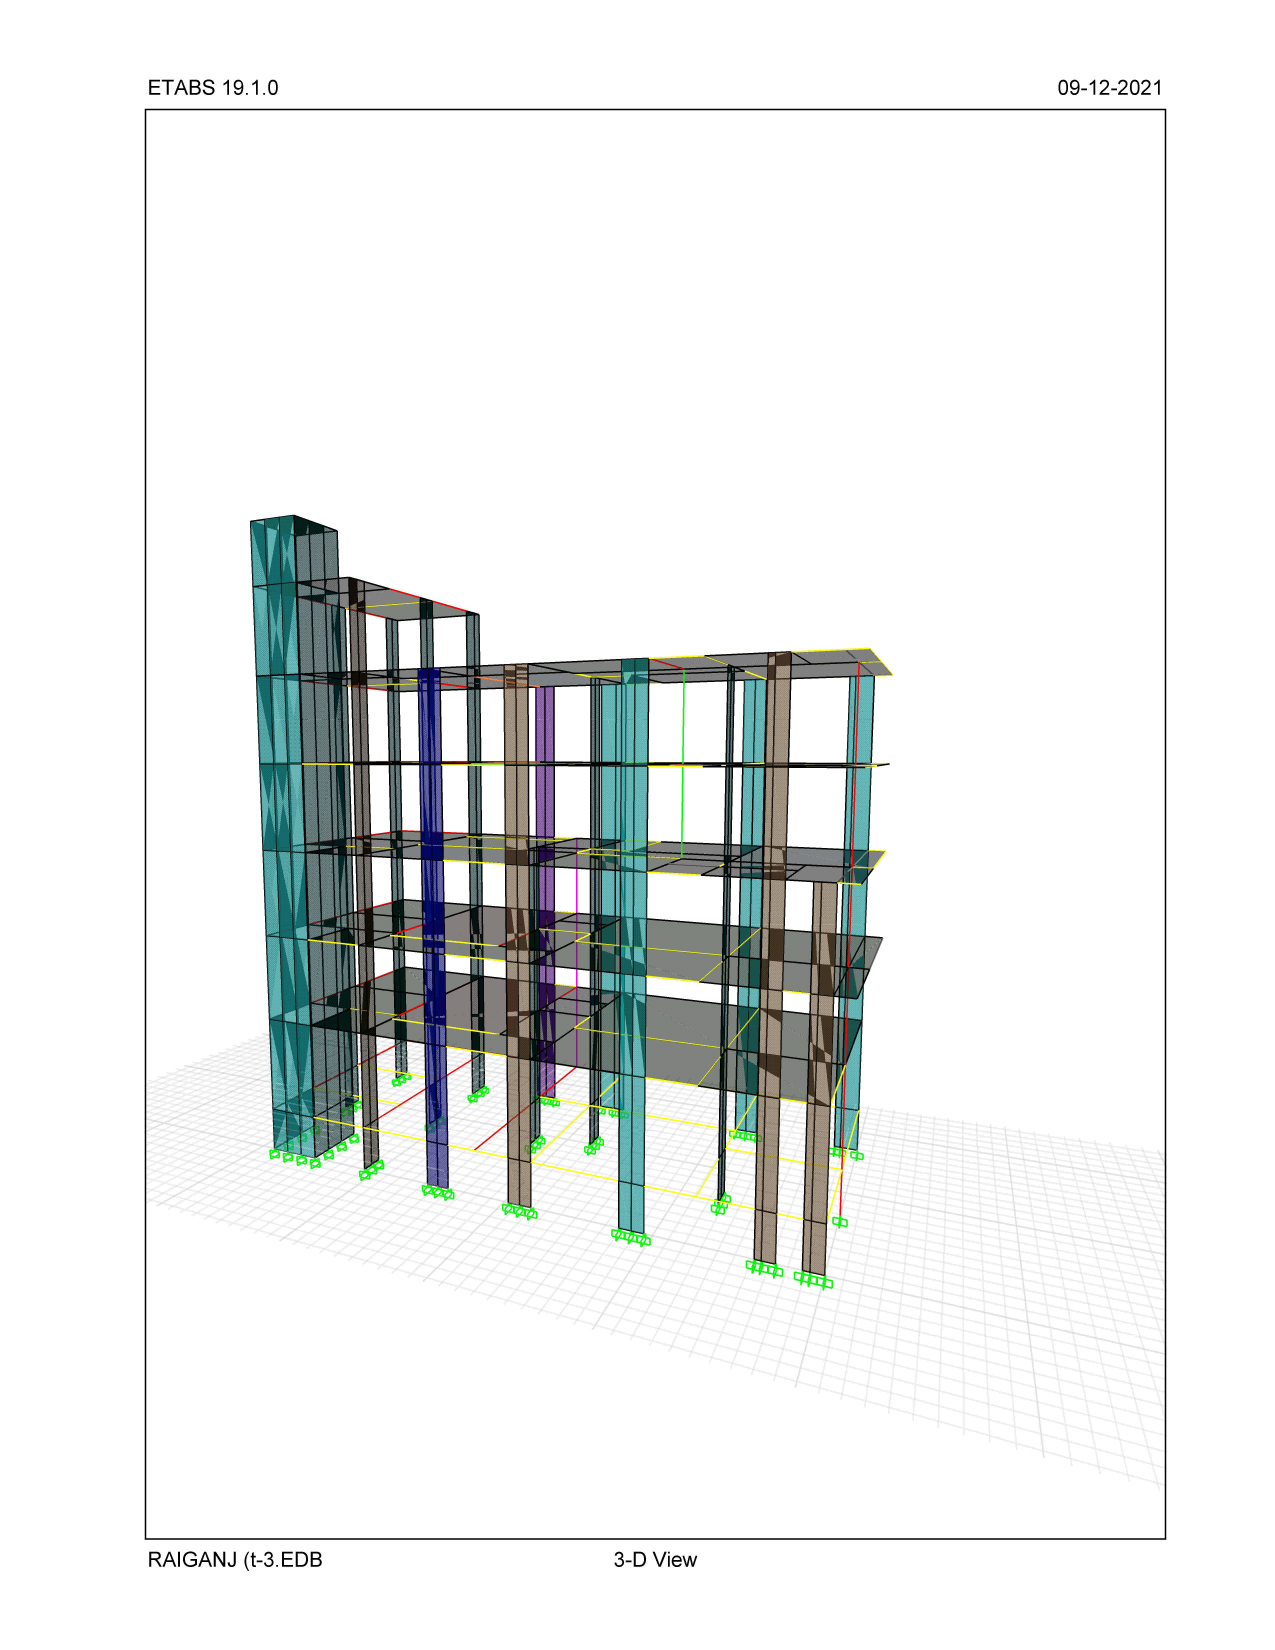 ETABS 19.1.0
09-12-2021
RAIGANJ (t-3.EDB
3-D View